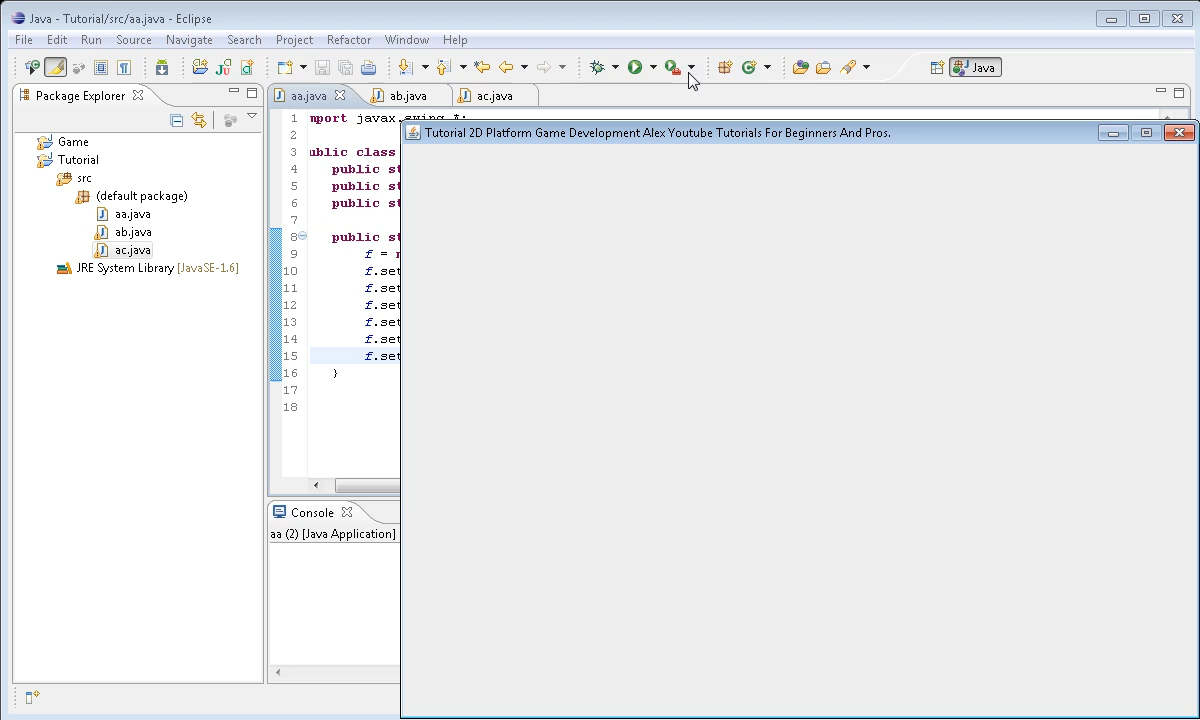 Java - Tutorial/src/aa.java - Eclipse
File Edit Run Source Navigate Search Project Refactor Window Help
Java
Package Explorer
aa.java ab.java ac.java
Game
Tutorial
src
(default package)
aa.java
ab.java
ac.java
JRE System Library [JavaSE-1.6]
1 mport javax.swing.*;
2
3 ublic class
4 public st
5 public st
6 public st
7
8 public st
9 f = n
10 f.set
11 f.set
12 f.set
13 f.set
14 f.set
15 f.set
16 }
17
18
Tutorial 2D Platform Game Development Alex Youtube Tutorials For Beginners And Pros.
Console
aa (2) [Java Application]